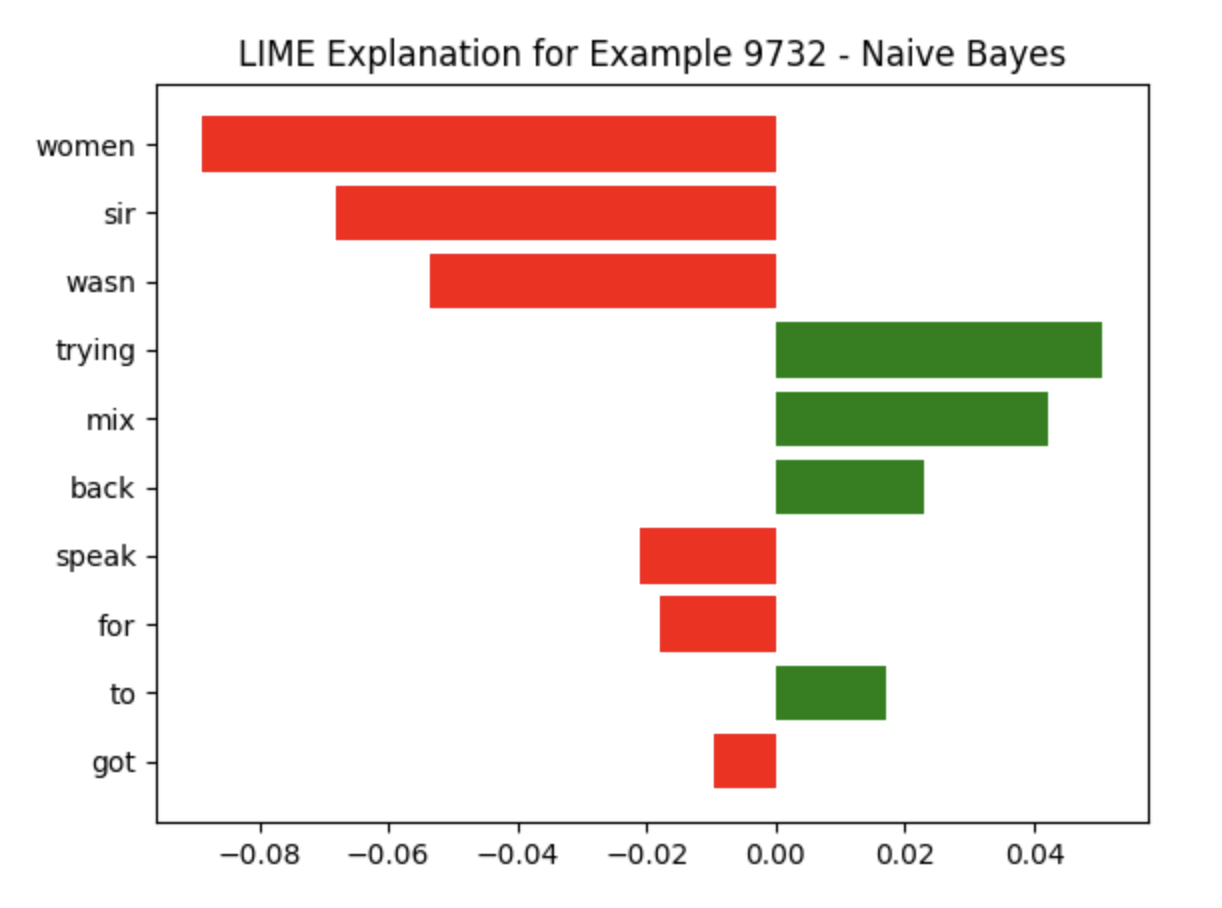 LIME Explanation for Example 9732 - Naive Bayes
women
sir
wasn
trying
mix
back
speak
for
to
got
−0.08 −0.06 −0.04 −0.02 0.00 0.02 0.04